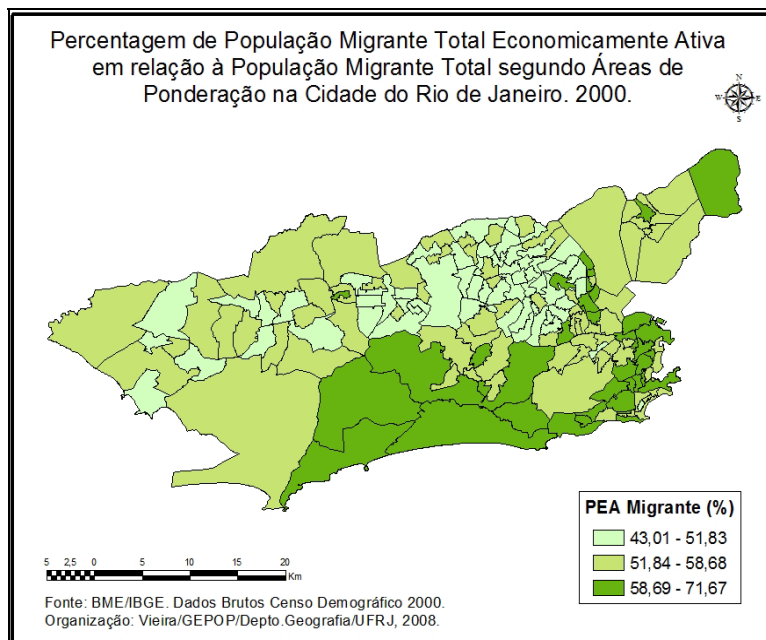 Percentagem de População Migrante Total Economicamente Ativa
em relação à População Migrante Total segundo Áreas de
Ponderação na Cidade do Rio de Janeiro. 2000.
N
W E
S
PEA Migrante (%)
43,01 - 51,83
51,84 - 58,68
58,69 - 71,67
5 2,5 0 5 10 15 20
Km
Fonte: BME/IBGE. Dados Brutos Censo Demográfico 2000.
Organização: Vieira/GEPOP/Depto.Geografia/UFRJ, 2008.